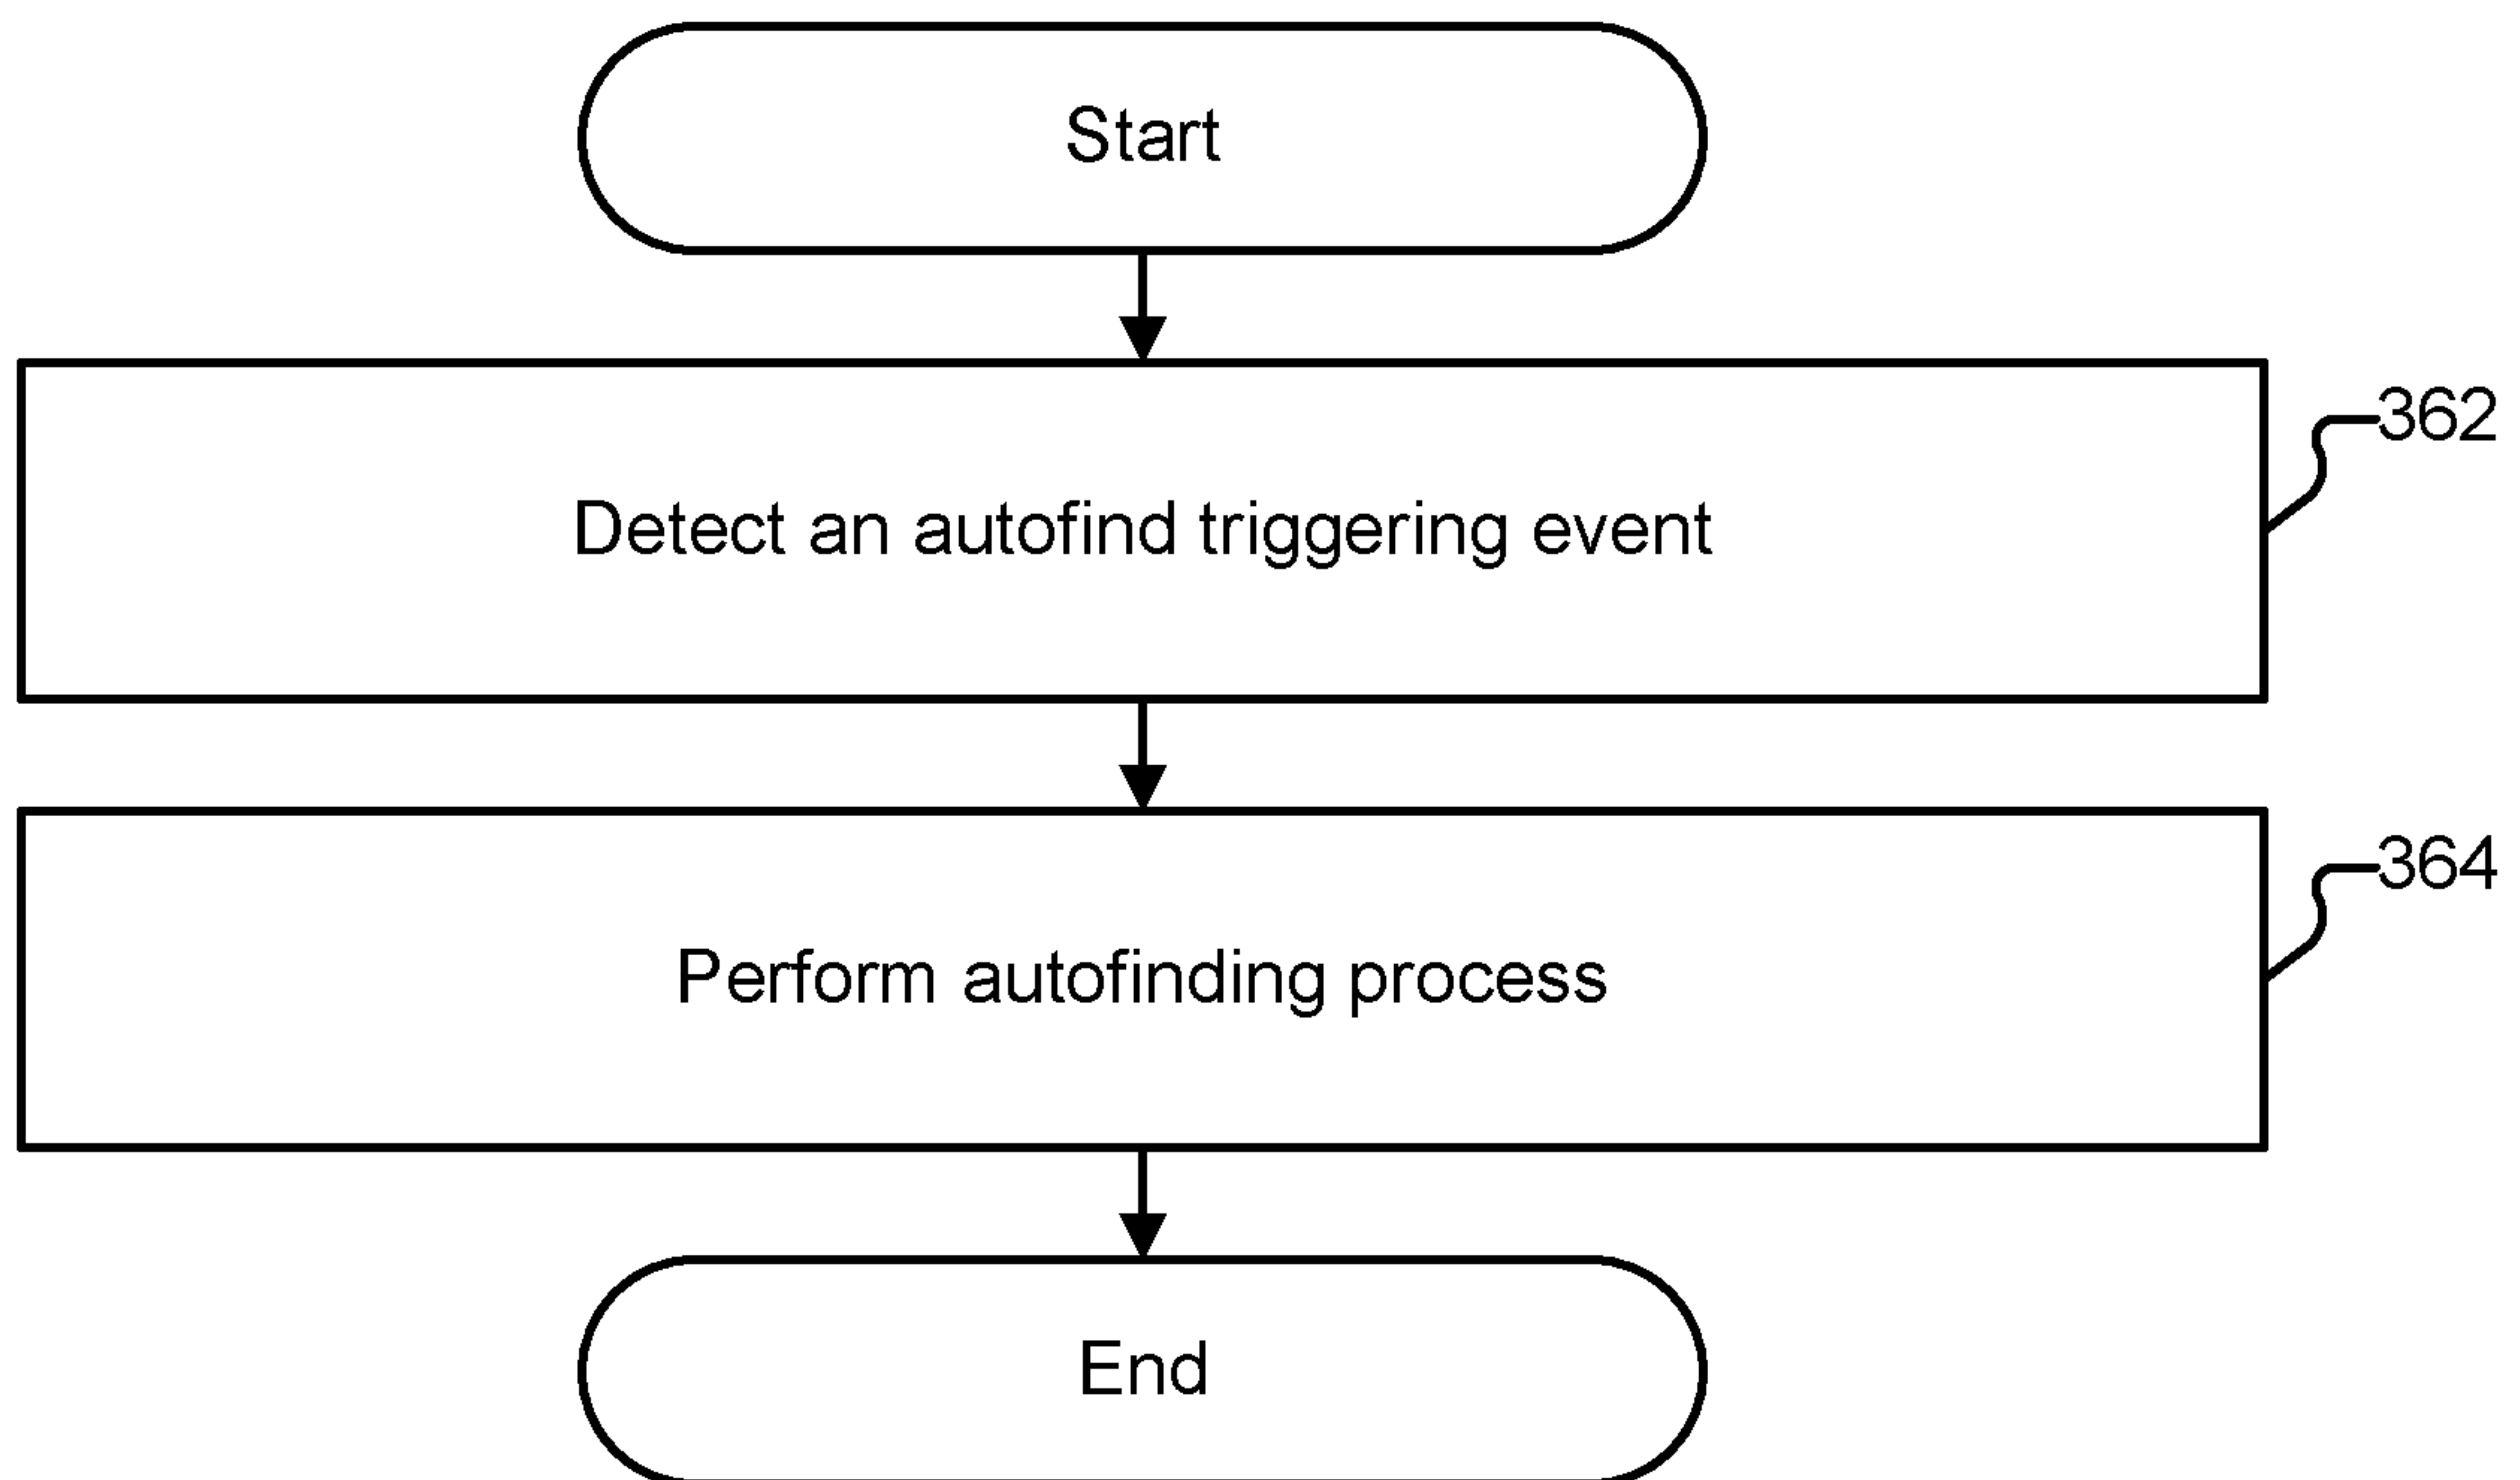 Start
362
Detect an autofind triggering event
364
Perform autofinding process
End